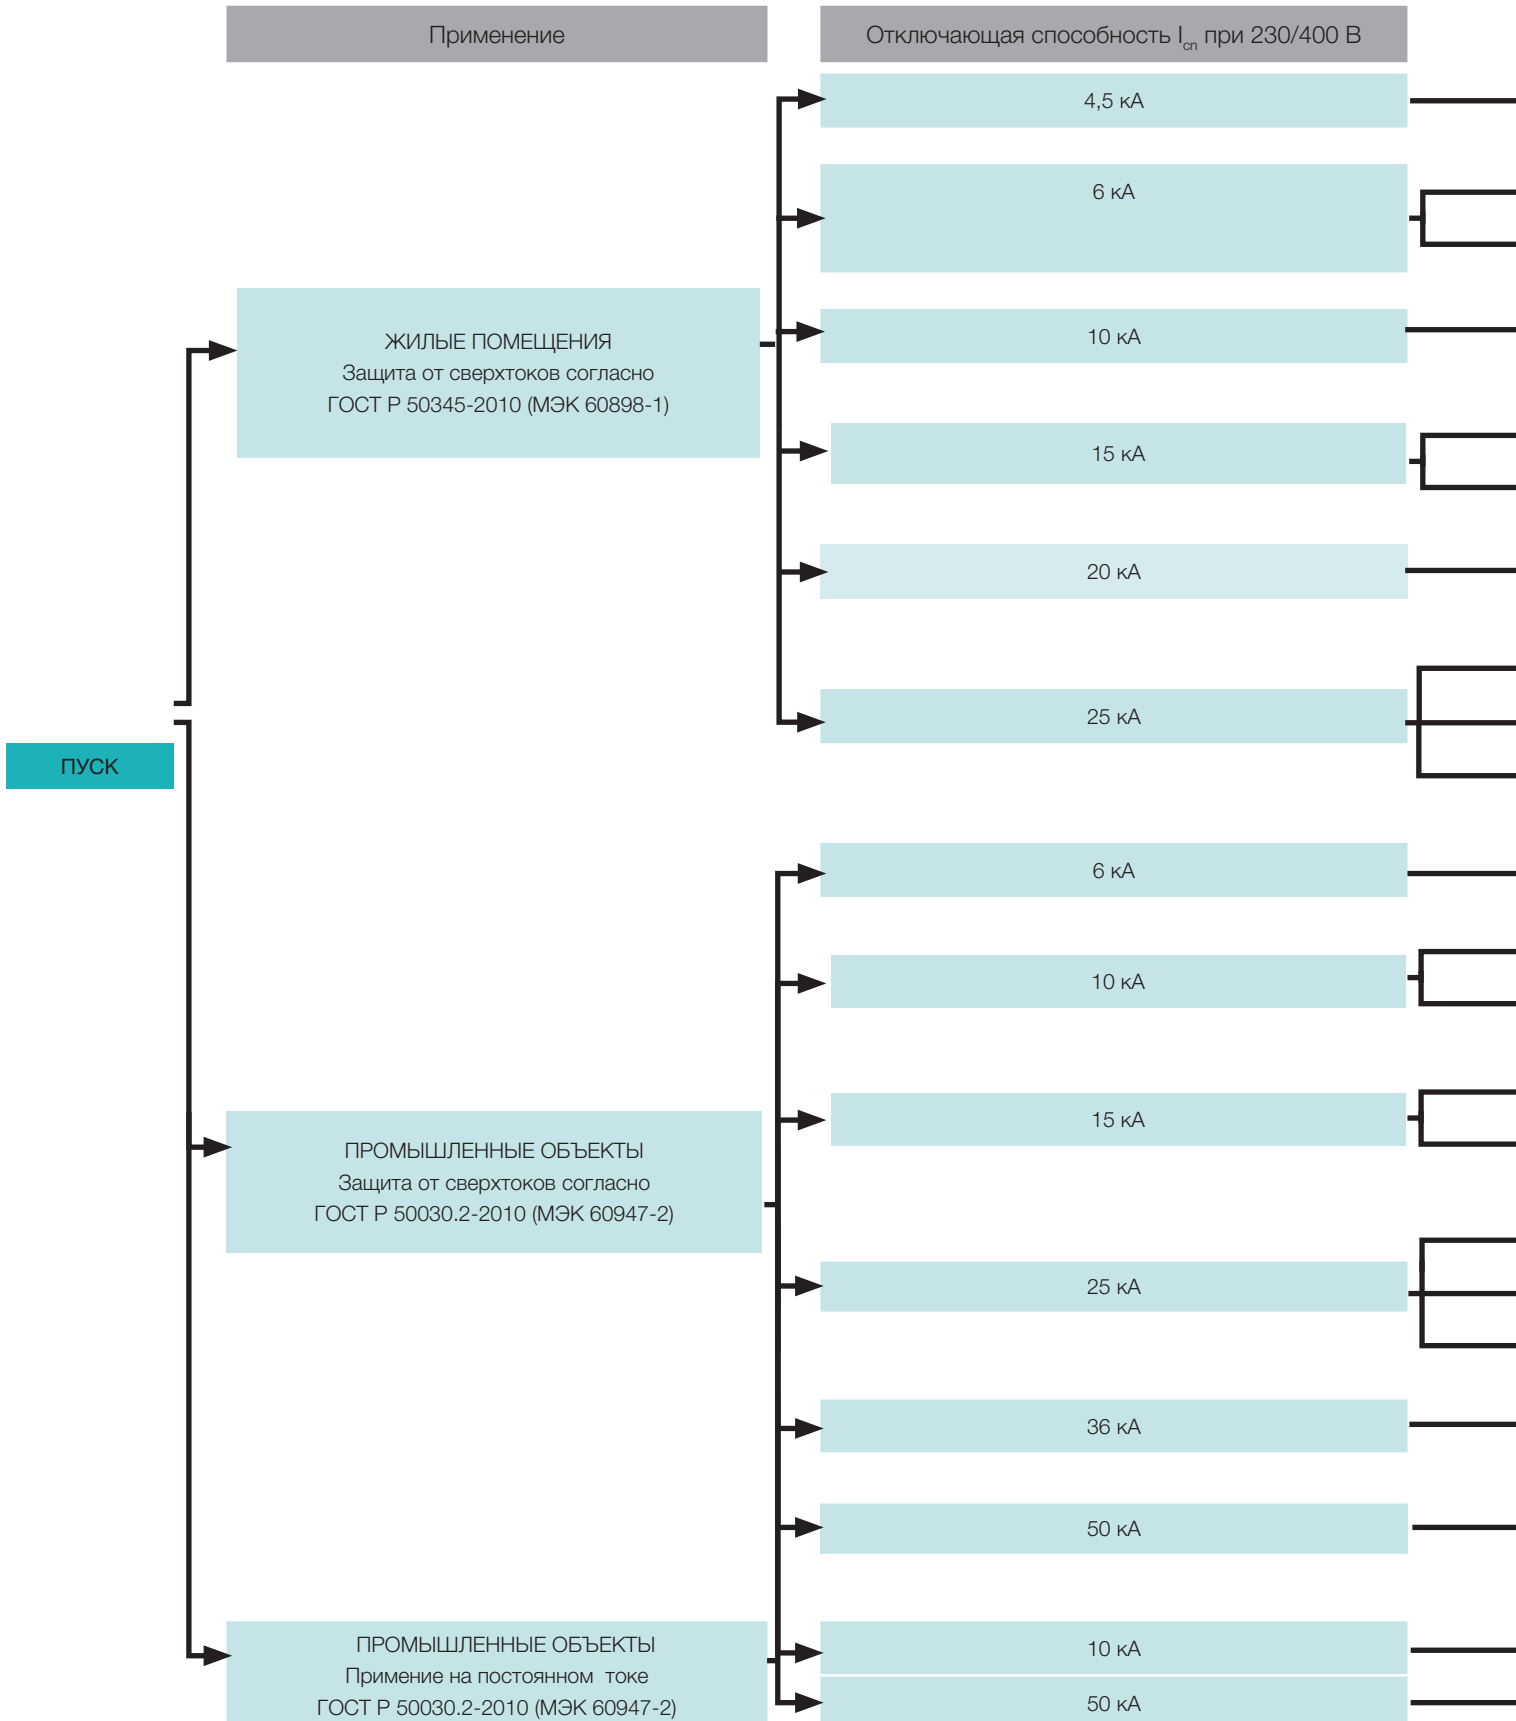 Применение
Отключающая способность Icn при 230/400 В
4,5 кА
6 кА
10 кА
15 кА
20 кА
25 кА
ЖИЛЫЕ ПОМЕЩЕНИЯ
Защита от сверхтоков согласно
ГОСТ Р 50345-2010 (МЭК 60898-1)
ПУСК
6 кА
10 кА
15 кА
25 кА
36 кА
50 кА
ПРОМЫШЛЕННЫЕ ОБЪЕКТЫ
Защита от сверхтоков согласно
ГОСТ Р 50030.2-2010 (МЭК 60947-2)
ПРОМЫШЛЕННЫЕ ОБЪЕКТЫ
Примение на постоянном токе
ГОСТ Р 50030.2-2010 (МЭК 60947-2)
10 кА
50 кА